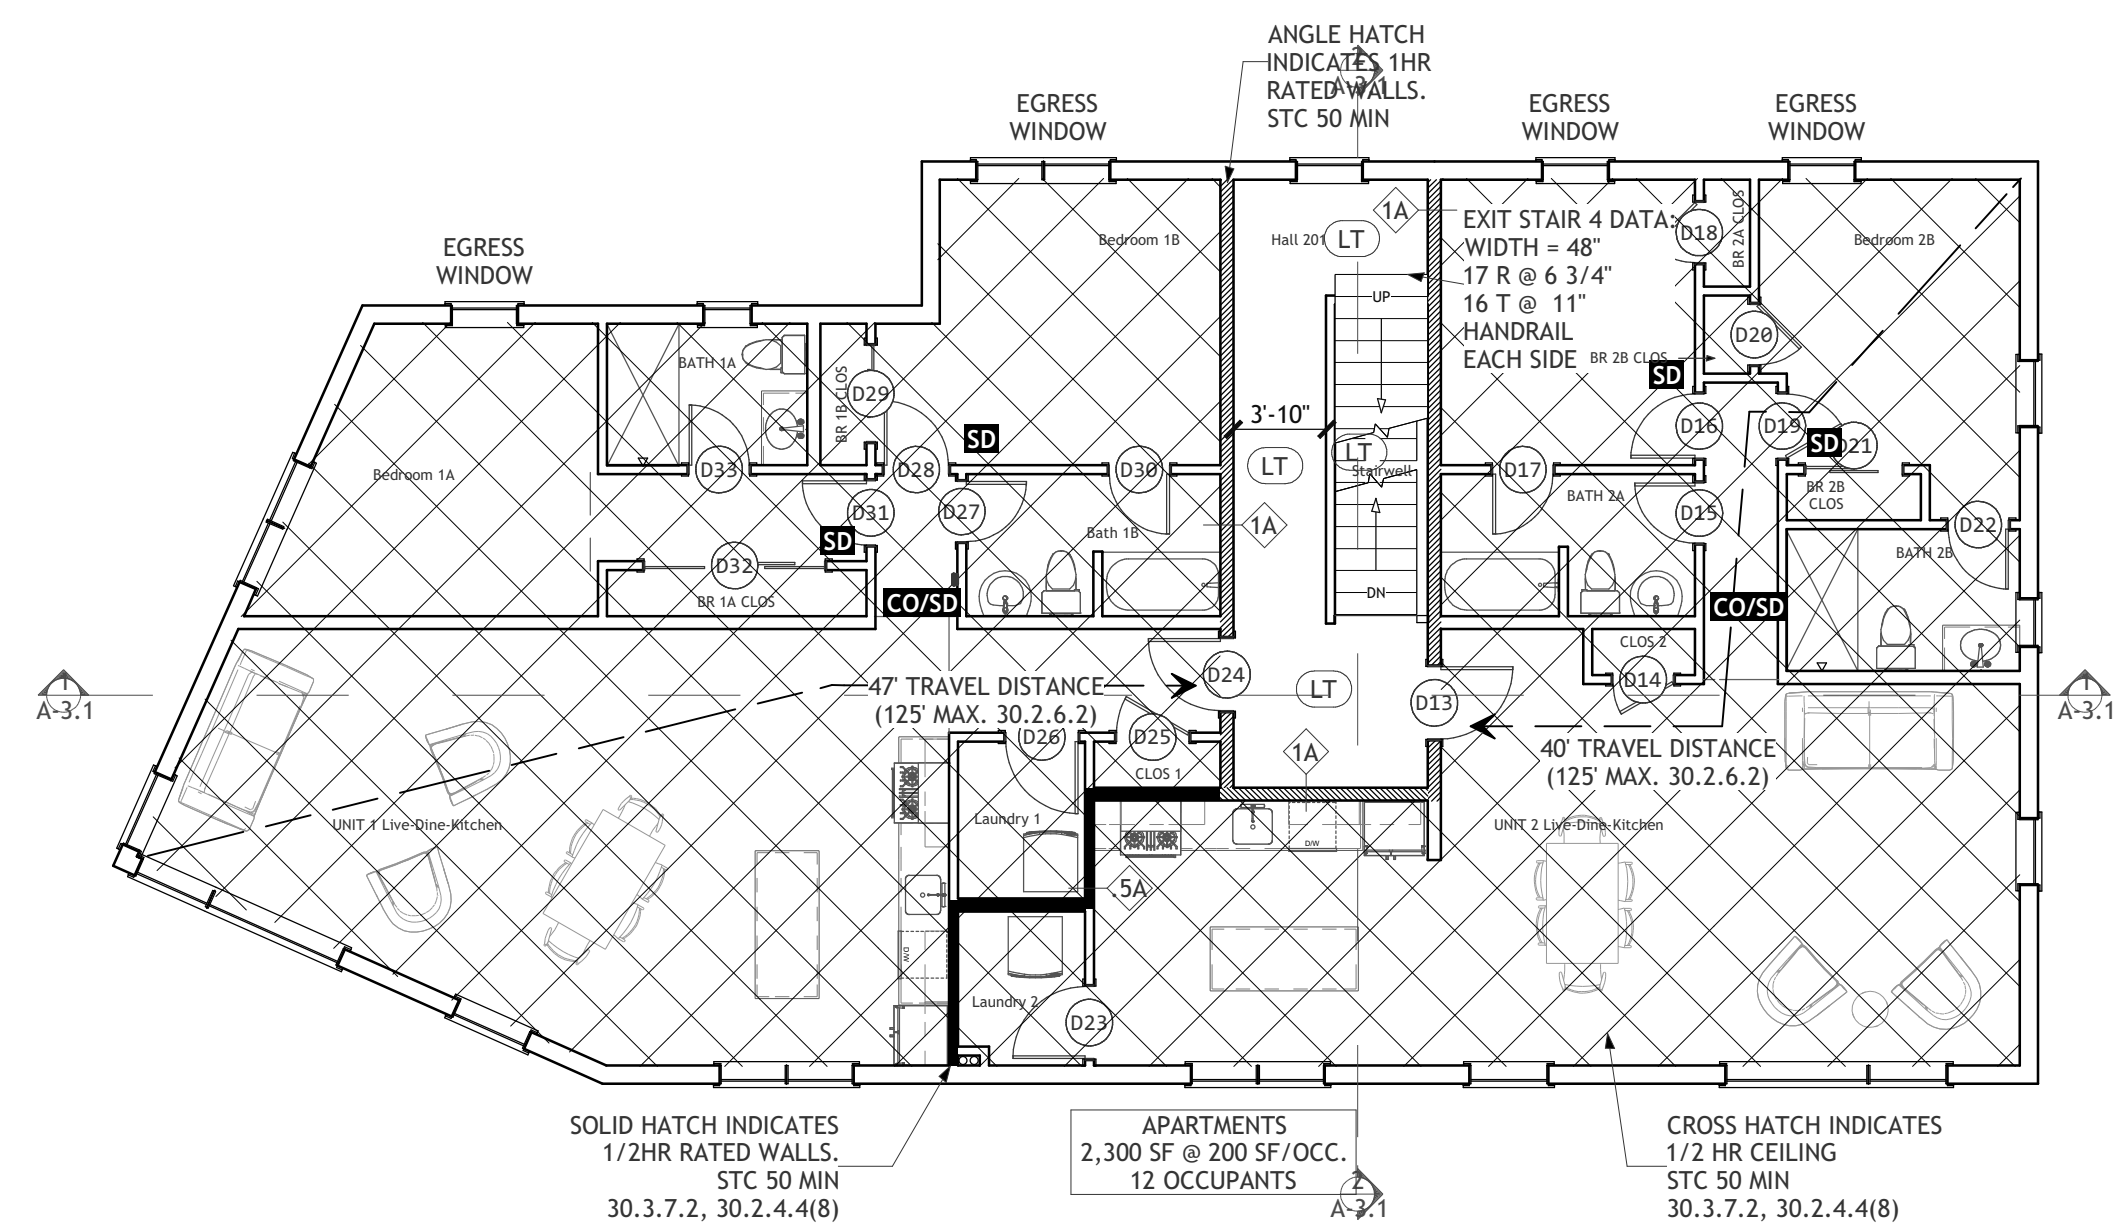 ANGLE HATCH
INDICATES 1HR
RATED WALLS.
STC 50 MIN
2
A-3.1
EGRESS
WINDOW
EGRESS
WINDOW
EGRESS
WINDOW
EGRESS
WINDOW
1A
EXIT STAIR 4 DATA:
WIDTH = 48"
17 R @ 6 3/4"
16 T @ 11"
HANDRAIL
EACH SIDE
Bedroom 1B
Hall 201
LT
D18
BR 2A CLOS
Bedroom 2B
UP
D20
BR 2B CLOS
BATH 1A
BR 1B CLOS
D29
SD
SD
3'-10"
D16
D19
SD
D21
Bedroom 1A
D33
D28
D30
LT
LT
Stairwell
D17
BATH 2A
BR 2B
CLOS
D31
D27
Bath 1B
1A
D15
D22
BATH 2B
SD
D32
BR 1A CLOS
CO/SD
DN
CO/SD
CLOS 2
1
A-3.1
47' TRAVEL DISTANCE
(125' MAX. 30.2.6.2)
D24
LT
D13
D14
1
A-3.1
D26
D25
CLOS 1
1A
40' TRAVEL DISTANCE
(125' MAX. 30.2.6.2)
UNIT 1 Live-Dine-Kitchen
Laundry 1
D/W
UNIT 2 Live-Dine-Kitchen
.5A
D/W
Laundry 2
D23
SOLID HATCH INDICATES
1/2HR RATED WALLS.
STC 50 MIN
30.3.7.2, 30.2.4.4(8)
APARTMENTS
2,300 SF @ 200 SF/OCC.
12 OCCUPANTS
2
A-3.1
CROSS HATCH INDICATES
1/2 HR CEILING
STC 50 MIN
30.3.7.2, 30.2.4.4(8)